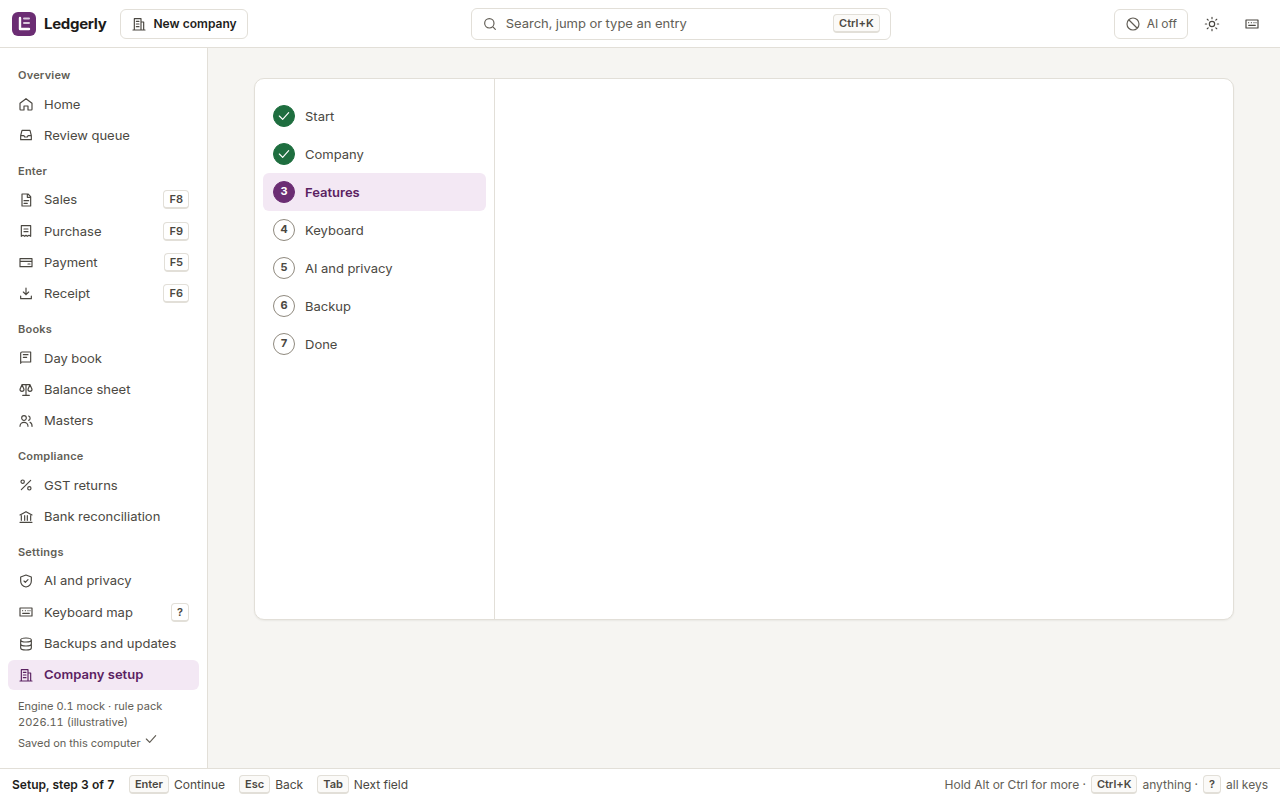 Ledgerly
New company
Search, jump or type an entry
Ctrl+K
AI off
Overview
Home
Review queue
Enter
Sales F8
Purchase F9
Payment F5
Receipt F6
Books
Day book
Balance sheet
Masters
Compliance
GST returns
Bank reconciliation
Settings
AI and privacy
Keyboard map ?
Backups and updates
Company setup
Engine 0.1 mock · rule pack
2026.11 (illustrative)
Saved on this computer
Start
Company
3 Features
4 Keyboard
5 AI and privacy
6 Backup
7 Done
Setup, step 3 of 7 Enter Continue Esc Back Tab Next field
Hold Alt or Ctrl for more · Ctrl+K anything · ? all keys